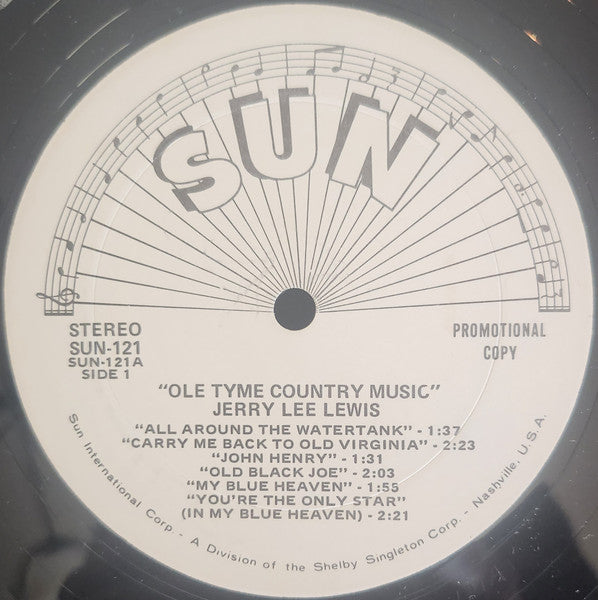 SUN
STEREO
SUN-121
SUN-121A
SIDE 1
PROMOTIONAL
COPY
"OLE TYME COUNTRY MUSIC"
JERRY LEE LEWIS
"ALL AROUND THE WATERTANK" - 1:37
"CARRY ME BACK TO OLD VIRGINIA" - 2:23
"JOHN HENRY" - 1:31
"OLD BLACK JOE" - 2:03
"MY BLUE HEAVEN" - 1:55
"YOU'RE THE ONLY STAR"
(IN MY BLUE HEAVEN) - 2:21
Sun International Corp. - A Division of the Shelby Singleton Corp. - Nashville, U.S.A.